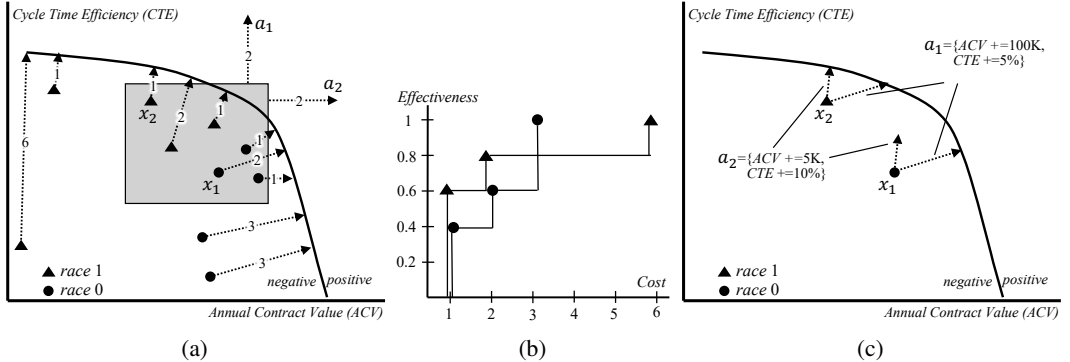 Cycle Time Efficiency (CTE)
a₁
2
1
1
2
1
a₂
2
x₂
6
1
2
x₁
1
3
3
▲ race 1
● race 0
negative positive
Annual Contract Value (ACV)
(a)
Effectiveness
1
0.8
0.6
0.4
0.2
Cost
1 2 3 4 5 6
(b)
Cycle Time Efficiency (CTE)
a₁={ACV +=100K,
CTE +=5%}
x₂
a₂={ACV +=5K,
CTE +=10%}
x₁
▲ race 1
● race 0
negative positive
Annual Contract Value (ACV)
(c)